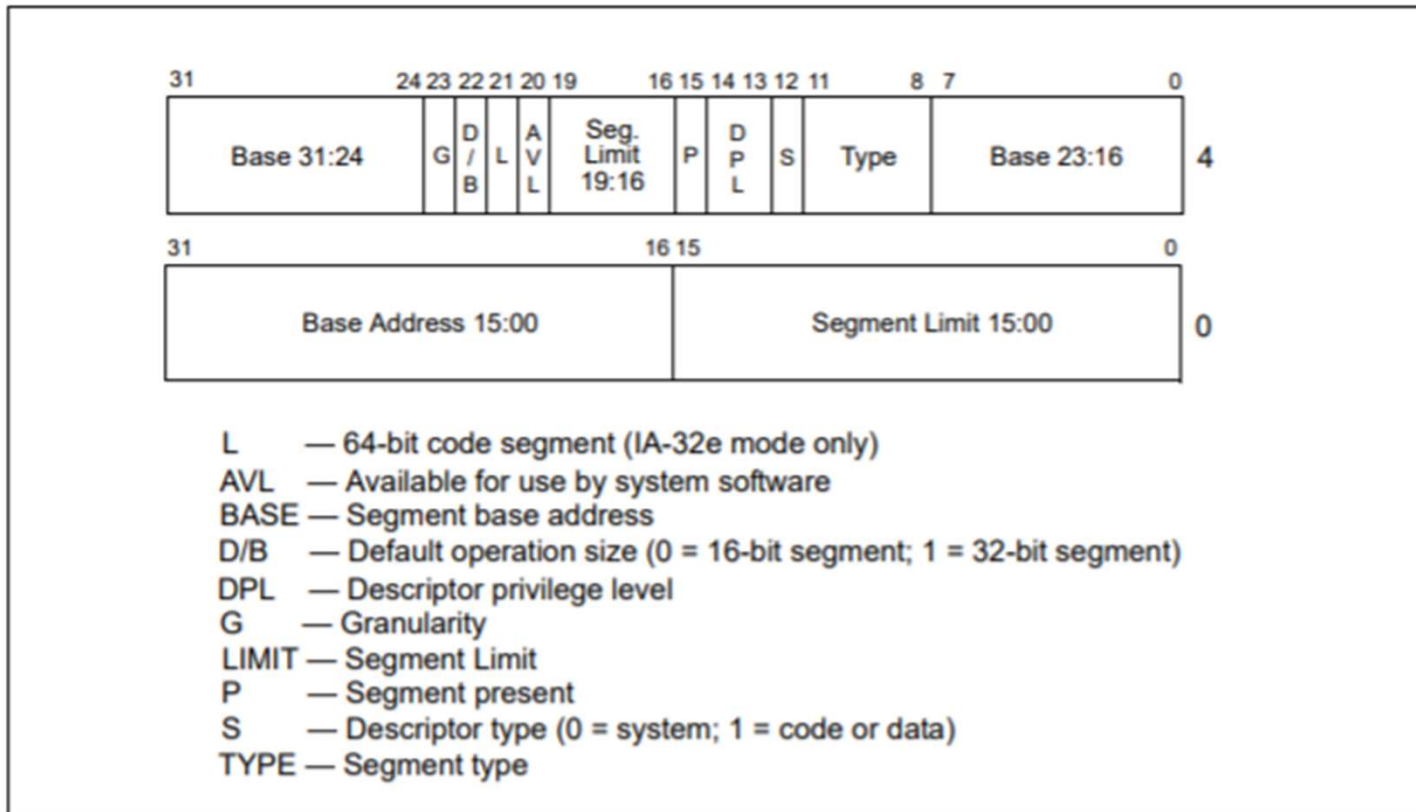 31 24 23 22 21 20 19 16 15 14 13 12 11 8 7 0
Base 31:24 G D/B L AVL Seg. Limit 19:16 P DPL S Type Base 23:16 4
31 16 15 0
Base Address 15:00 Segment Limit 15:00 0
L — 64-bit code segment (IA-32e mode only)
AVL — Available for use by system software
BASE — Segment base address
D/B — Default operation size (0 = 16-bit segment; 1 = 32-bit segment)
DPL — Descriptor privilege level
G — Granularity
LIMIT — Segment Limit
P — Segment present
S — Descriptor type (0 = system; 1 = code or data)
TYPE — Segment type